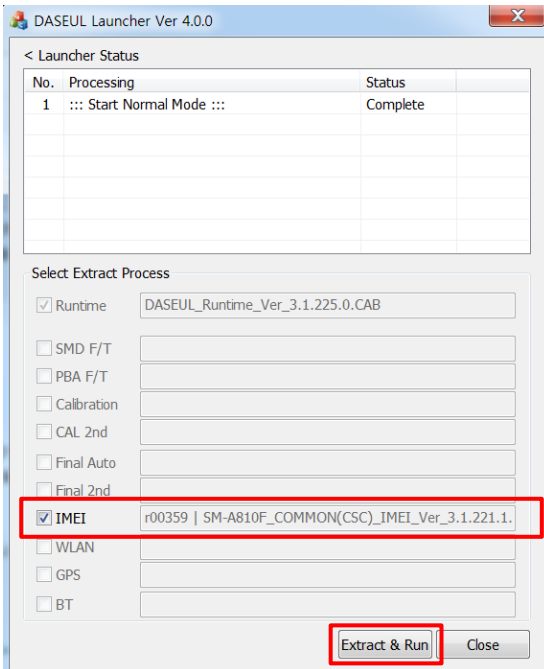 DASEUL Launcher Ver 4.0.0
< Launcher Status
No. Processing Status
1 ::: Start Normal Mode ::: Complete
Select Extract Process
Runtime DASEUL_Runtime_Ver_3.1.225.0.CAB
SMD F/T
PBA F/T
Calibration
CAL 2nd
Final Auto
Final 2nd
IMEI r00359 | SM-A810F_COMMON(CSC)_IMEI_Ver_3.1.221.1.
WLAN
GPS
BT
Extract & Run Close